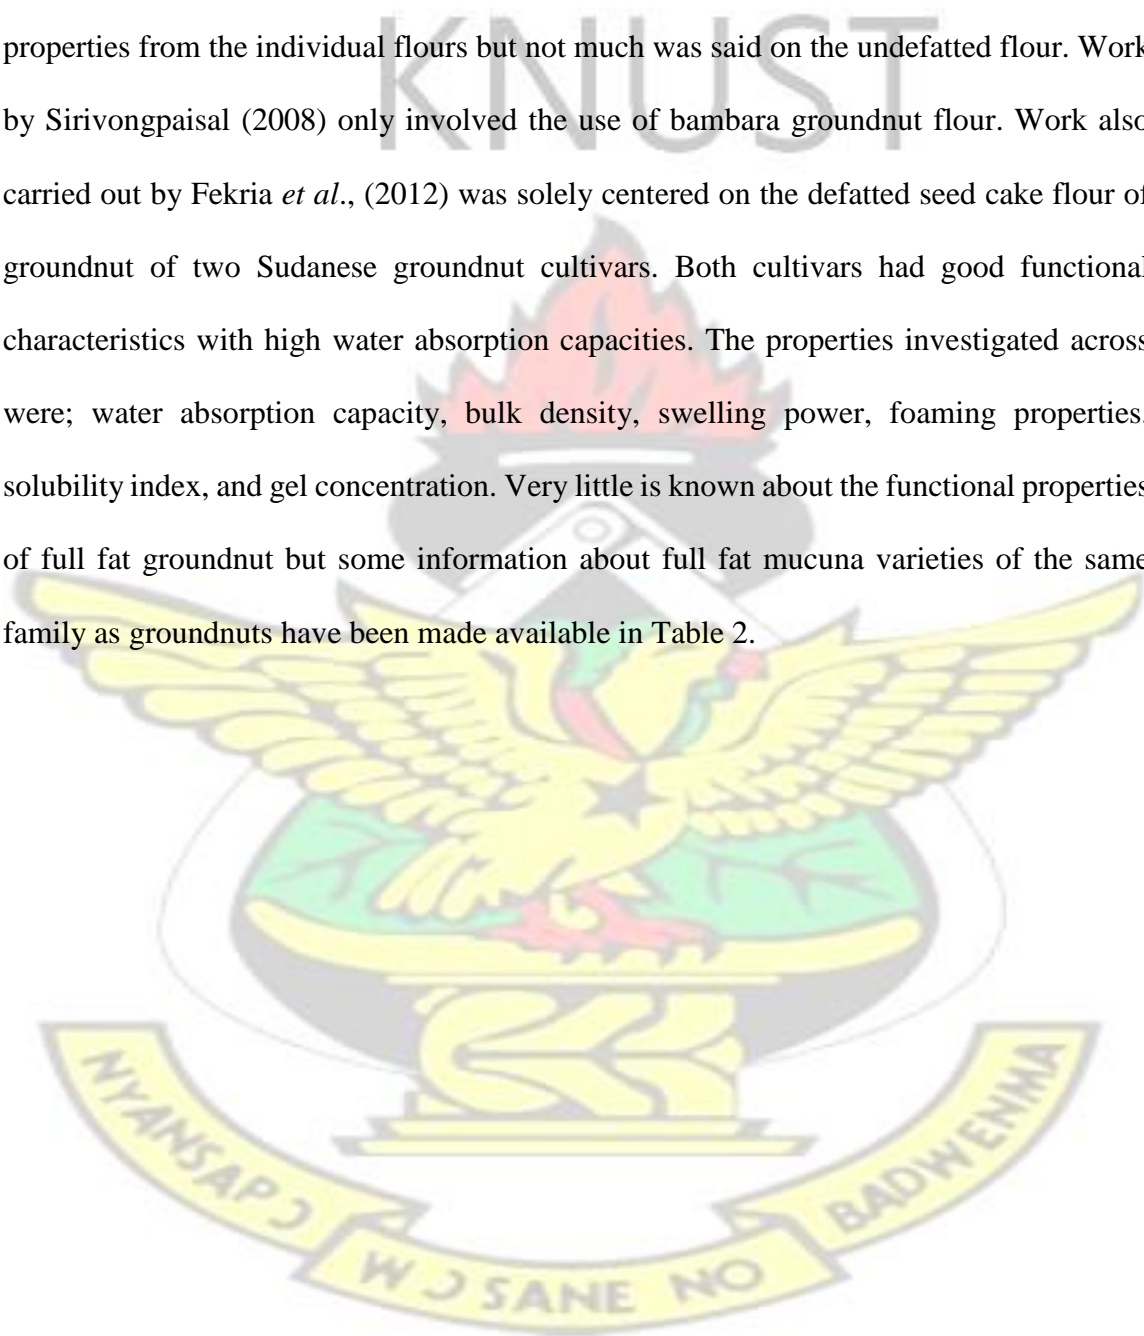 KNUST
properties from the individual flours but not much was said on the undefatted flour. Work
by Sirivongpaisal (2008) only involved the use of bambara groundnut flour. Work also
carried out by Fekria et al., (2012) was solely centered on the defatted seed cake flour of
groundnut of two Sudanese groundnut cultivars. Both cultivars had good functional
characteristics with high water absorption capacities. The properties investigated across
were; water absorption capacity, bulk density, swelling power, foaming properties,
solubility index, and gel concentration. Very little is known about the functional properties
of full fat groundnut but some information about full fat mucuna varieties of the same
family as groundnuts have been made available in Table 2.
NYANSAPƆ
WƆ SANE NO
BADWENMA